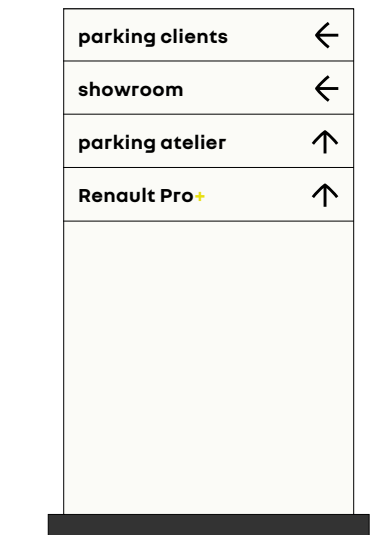 parking clients ←
showroom ←
parking atelier ↑
Renault Pro+ ↑